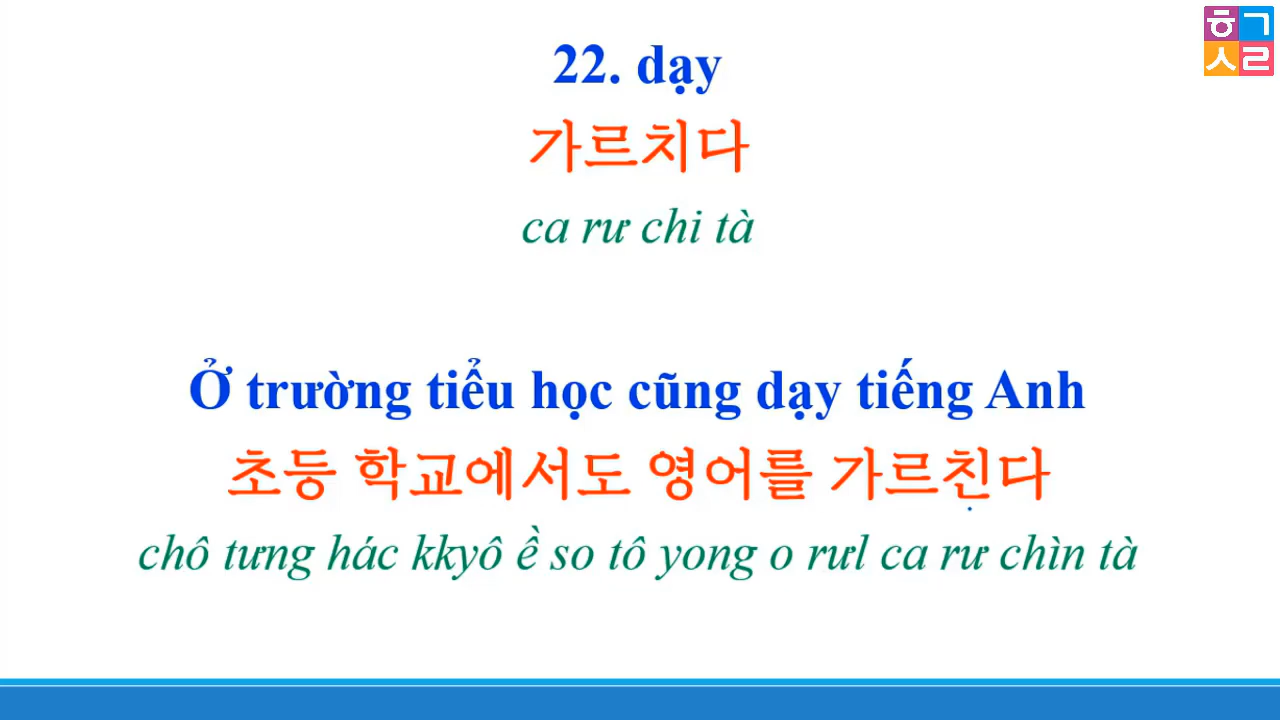 ㅎㄱ
ㅅㄹ
22. dạy
가르치다
ca rư chi tà
Ở trường tiểu học cũng dạy tiếng Anh
초등 학교에서도 영어를 가르친다
chô tưng hác kkyô ề so tô yong o rưl ca rư chìn tà